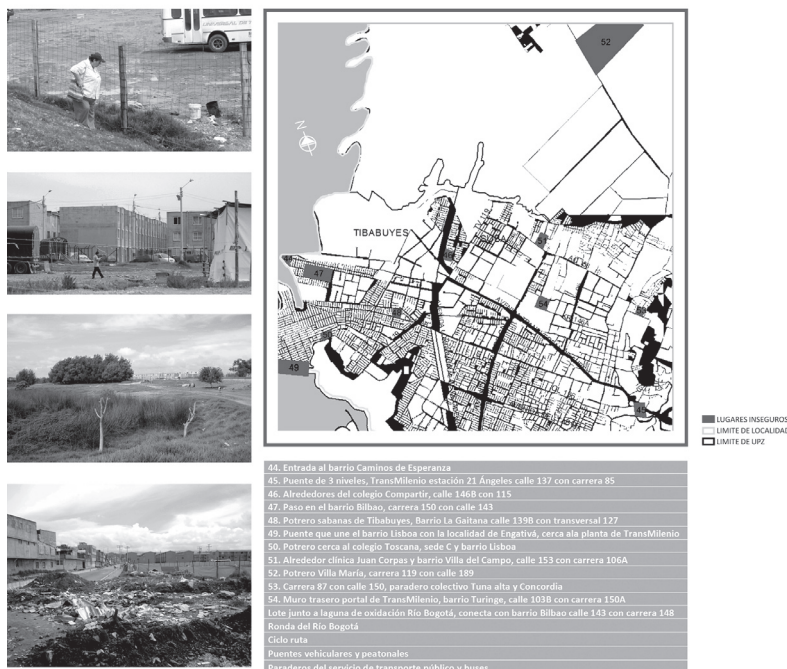 52
N
TIBABUYES
51
47
54
48
49
45
LUGARES INSEGUROS
LIMITE DE LOCALIDAD
LIMITE DE UPZ
44. Entrada al barrio Caminos de Esperanza
45. Puente de 3 niveles, TransMilenio estación 21 Ángeles calle 137 con carrera 85
46. Alrededores del colegio Compartir, calle 146B con 115
47. Paso en el barrio Bilbao, carrera 150 con calle 143
48. Potrero sabanas de Tibabuyes, Barrio La Gaitana calle 139B con transversal 127
49. Puente que une el barrio Lisboa con la localidad de Engativá, cerca ala planta de TransMilenio
50. Potrero cerca al colegio Toscana, sede C y barrio Lisboa
51. Alrededor clínica Juan Corpas y barrio Villa del Campo, calle 153 con carrera 106A
52. Potrero Villa María, carrera 119 con calle 189
53. Carrera 87 con calle 150, paradero colectivo Tuna alta y Concordia
54. Muro trasero portal de TransMilenio, barrio Turinge, calle 103B con carrera 150A
Lote junto a laguna de oxidación Río Bogotá, conecta con barrio Bilbao calle 143 con carrera 148
Ronda del Río Bogotá
Ciclo ruta
Puentes vehiculares y peatonales
Paraderos del servicio de transporte público y buses